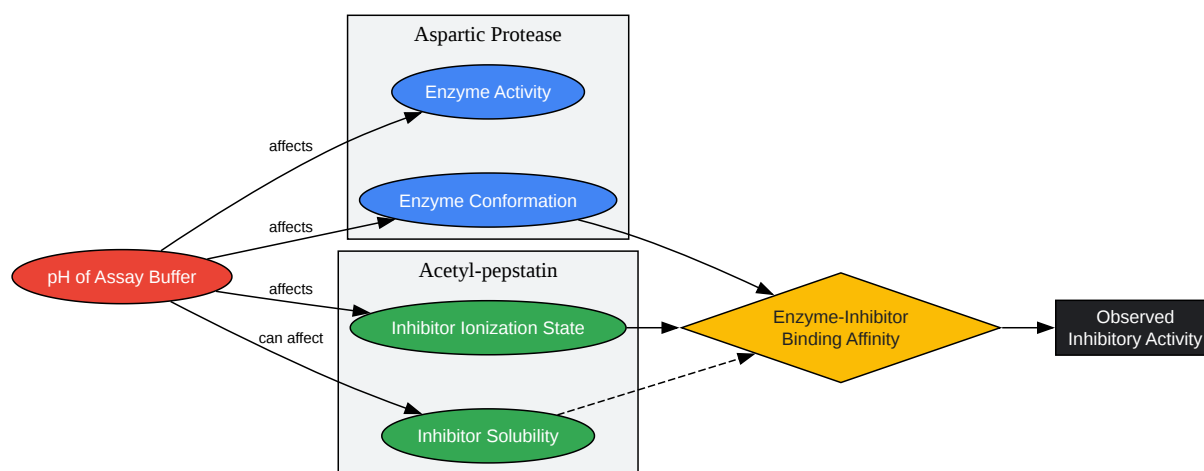 Aspartic Protease
Enzyme Activity
affects
Enzyme Conformation
affects
pH of Assay Buffer
Acetyl-pepstatin
affects
Inhibitor Ionization State
can affect
Inhibitor Solubility
Enzyme-Inhibitor
Binding Affinity
Observed
Inhibitory Activity